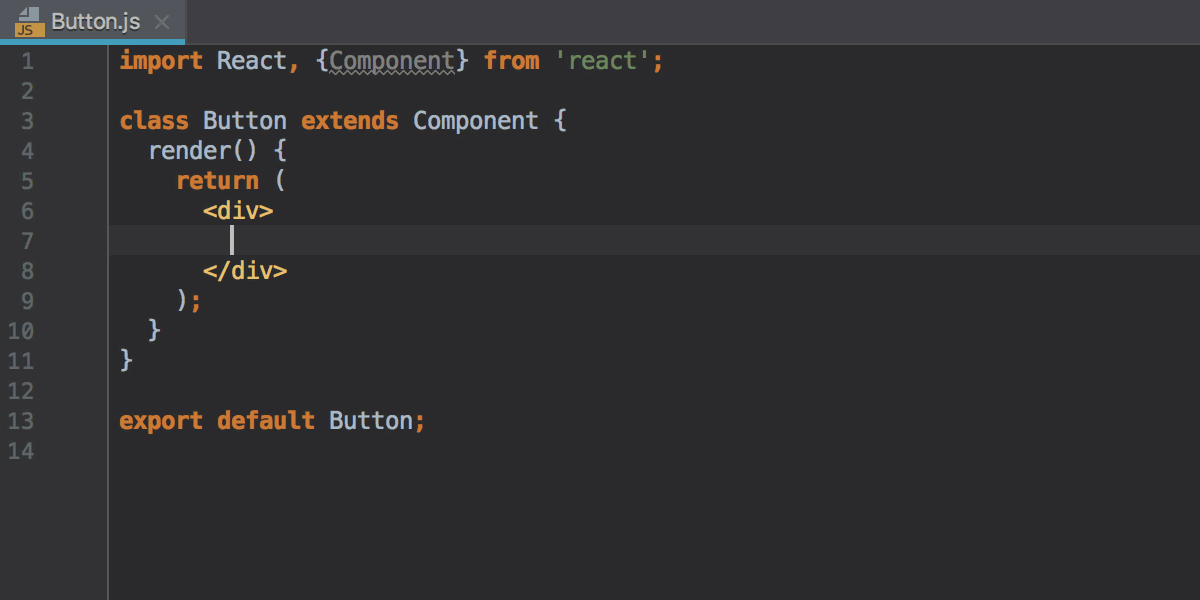 JS Button.js
1 import React, {Component} from 'react';
2
3 class Button extends Component {
4   render() {
5     return (
6       <div>
7
8       </div>
9     );
10   }
11 }
12
13 export default Button;
14